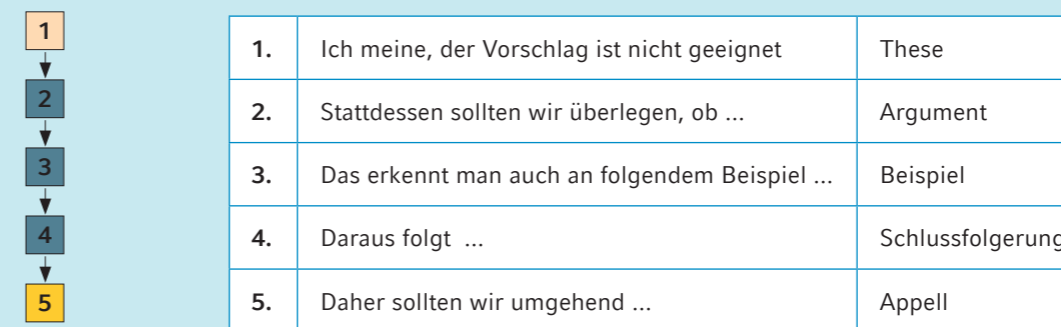 1
2
3
4
5
1. Ich meine, der Vorschlag ist nicht geeignet These
2. Stattdessen sollten wir überlegen, ob ... Argument
3. Das erkennt man auch an folgendem Beispiel ... Beispiel
4. Daraus folgt ... Schlussfolgerung
5. Daher sollten wir umgehend ... Appell